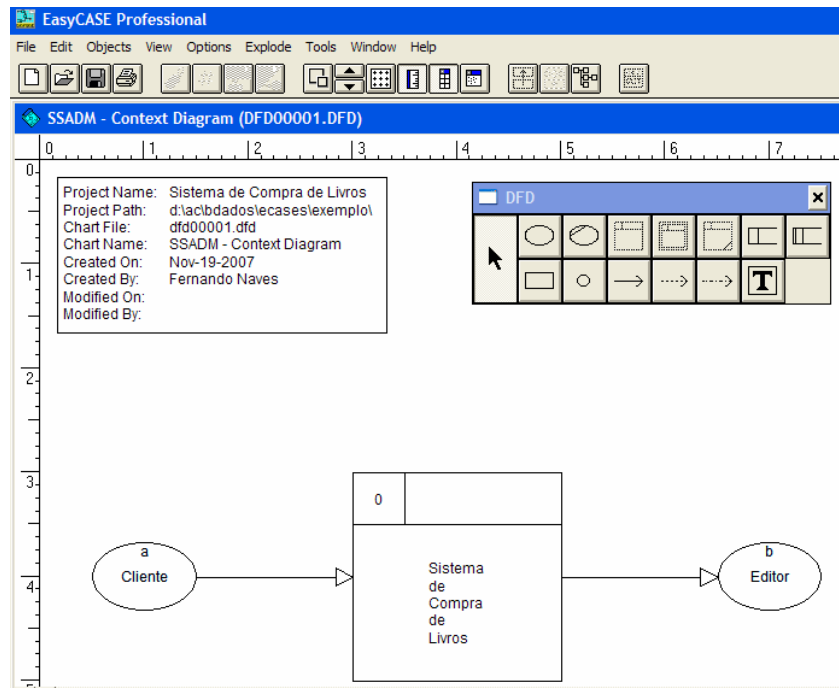 EasyCASE Professional
File Edit Objects View Options Explode Tools Window Help
SSADM - Context Diagram (DFD00001.DFD)
0 1 2 3 4 5 6 7
0
1
2
3
4
5
Project Name: Sistema de Compra de Livros
Project Path: d:\ac\bdados\ecases\exemplo\
Chart File: dfd00001.dfd
Chart Name: SSADM - Context Diagram
Created On: Nov-19-2007
Created By: Fernando Naves
Modified On:
Modified By:
DFD
T
0
a
Cliente
Sistema
de
Compra
de
Livros
b
Editor